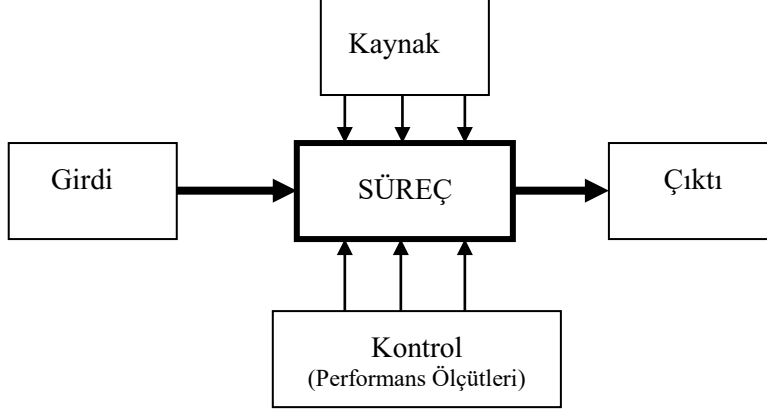 Kaynak
Girdi
SÜREÇ
Çıktı
Kontrol
(Performans Ölçütleri)